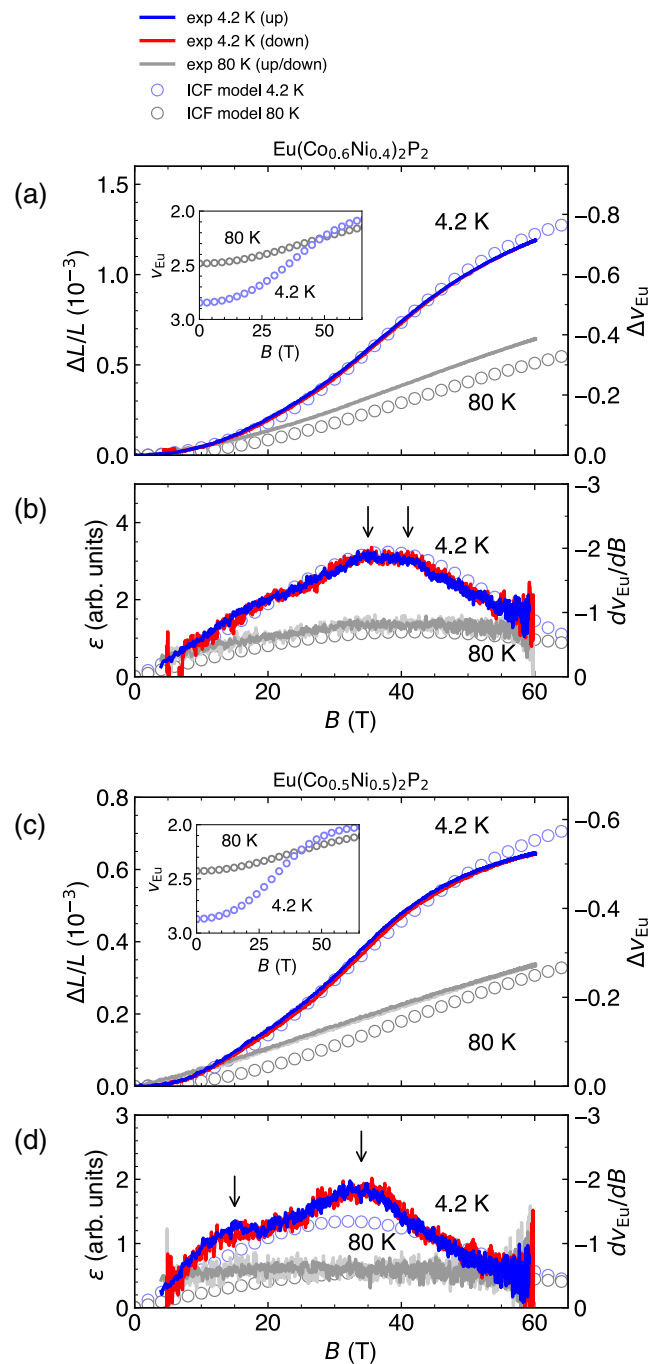 exp 4.2 K (up)
exp 4.2 K (down)
exp 80 K (up/down)
ICF model 4.2 K
ICF model 80 K
Eu(Co0.6Ni0.4)2P2
(a)
1.5
1.0
0.5
0.0
ΔL/L (10−3)
2.0
2.5
3.0
νEu
80 K
4.2 K
0 25 50
B (T)
4.2 K
80 K
−0.8
−0.6
−0.4
−0.2
0.0
ΔνEu
(b)
4
2
0
ε (arb. units)
4.2 K
80 K
−3
−2
−1
0
dνEu/dB
0 20 40 60
B (T)
Eu(Co0.5Ni0.5)2P2
(c)
0.8
0.6
0.4
0.2
0.0
ΔL/L (10−3)
2.0
2.5
3.0
νEu
80 K
4.2 K
0 25 50
B (T)
4.2 K
80 K
−0.6
−0.4
−0.2
0.0
ΔνEu
(d)
3
2
1
0
ε (arb. units)
4.2 K
80 K
−3
−2
−1
0
dνEu/dB
0 20 40 60
B (T)